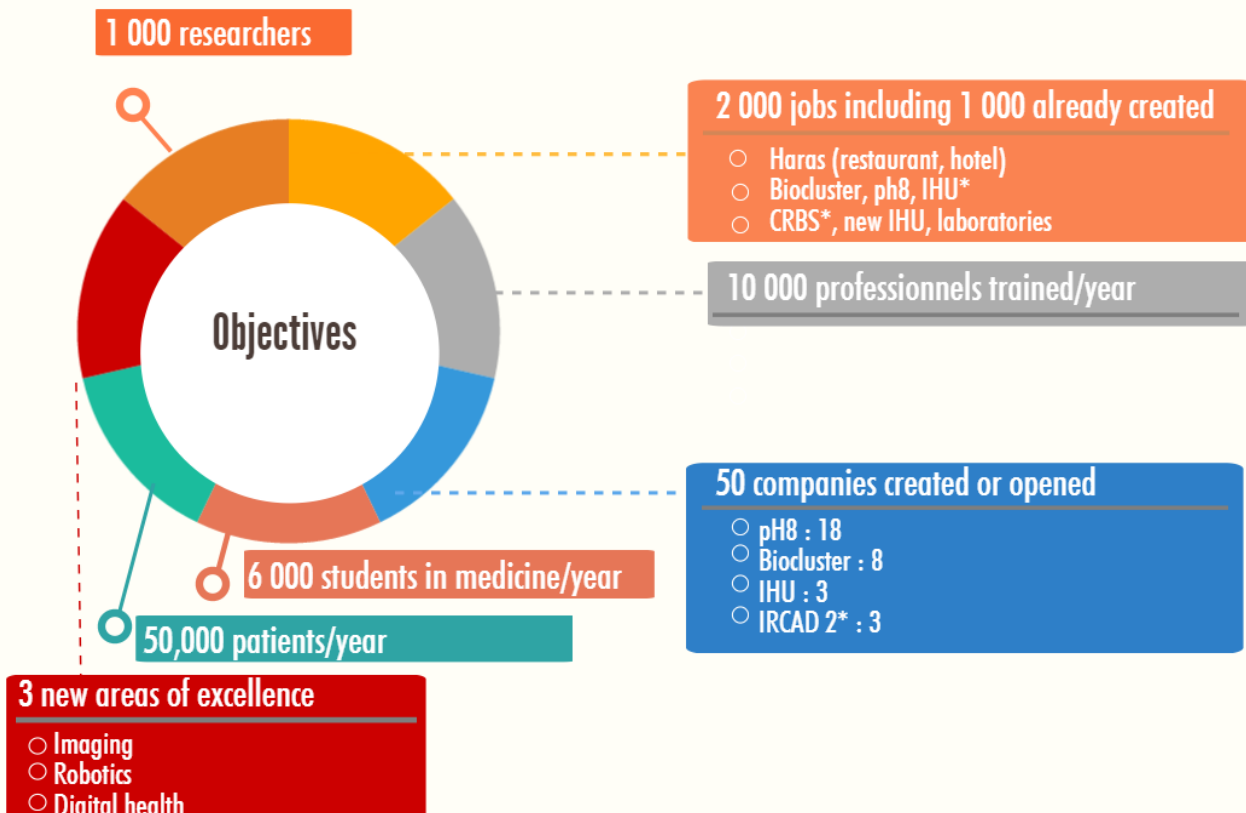 1 000 researchers
2 000 jobs including 1 000 already created
Haras (restaurant, hotel)
Biocluster, ph8, IHU*
CRBS*, new IHU, laboratories
10 000 professionnels trained/year
Objectives
50 companies created or opened
pH8 : 18
Biocluster : 8
IHU : 3
IRCAD 2* : 3
6 000 students in medicine/year
50,000 patients/year
3 new areas of excellence
Imaging
Robotics
Digital health